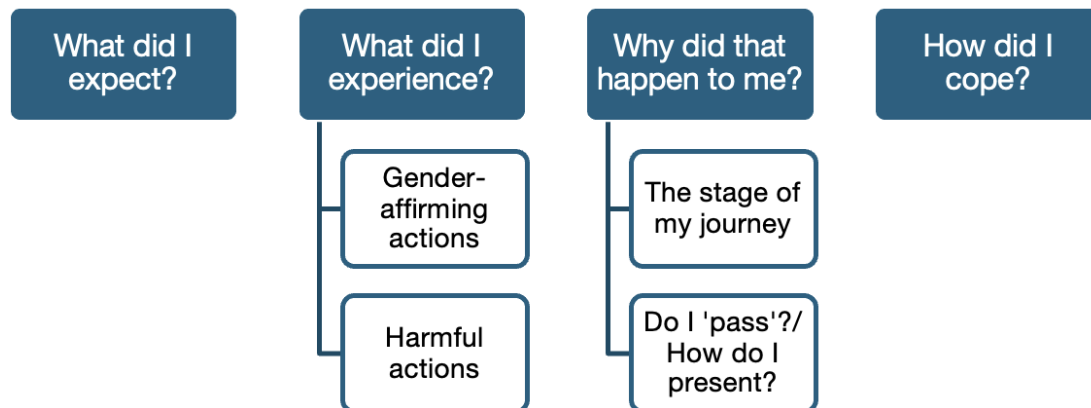 What did I
expect?
What did I
experience?
Gender-
affirming
actions
Harmful
actions
Why did that
happen to me?
The stage of
my journey
Do I 'pass'?/
How do I
present?
How did I
cope?